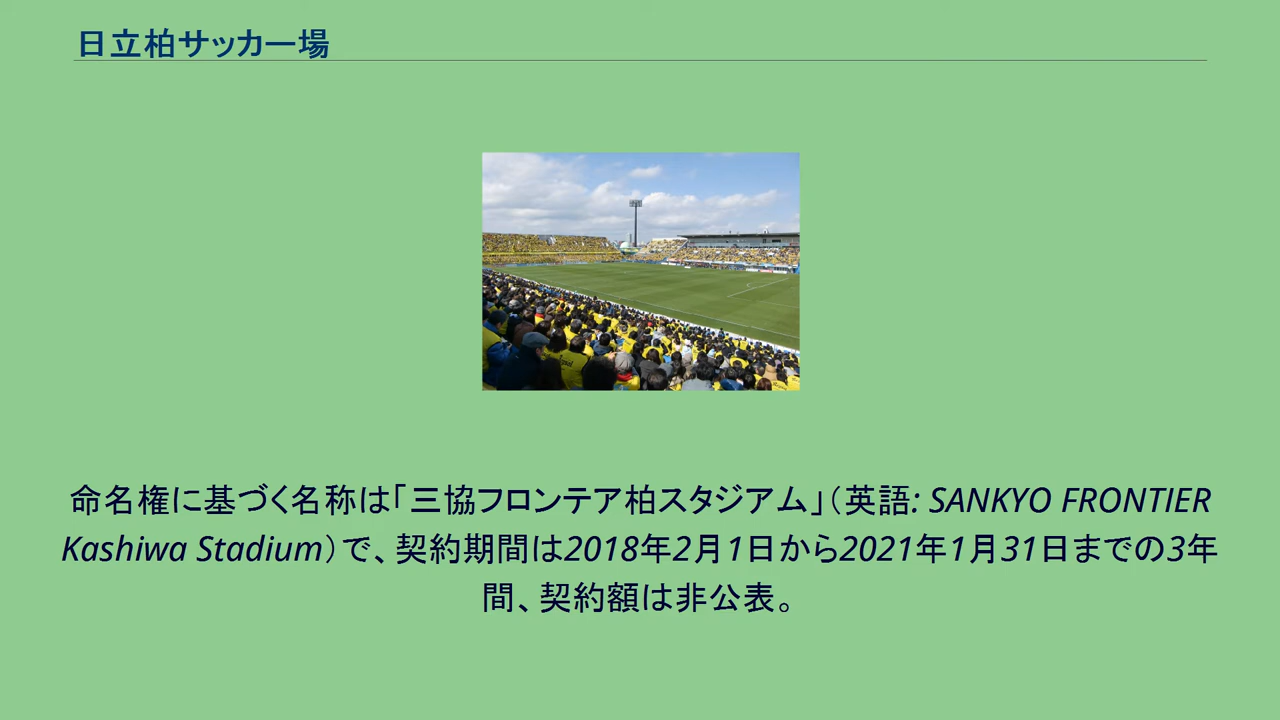 日立柏サッカー場
命名権に基づく名称は「三協フロンテア柏スタジアム」（英語: SANKYO FRONTIER
Kashiwa Stadium）で、契約期間は2018年2月1日から2021年1月31日までの3年
間、契約額は非公表。